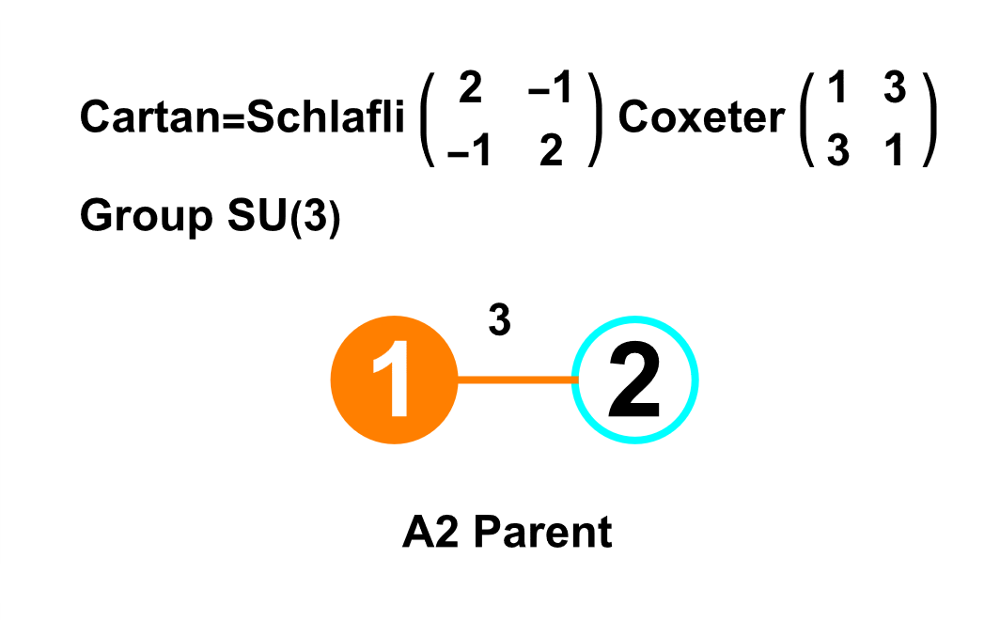 Cartan=Schlafli ( 2 −1 ) Coxeter ( 1 3 )
( −1 2 ) ( 3 1 )
Group SU(3)
3
1 2
A2 Parent